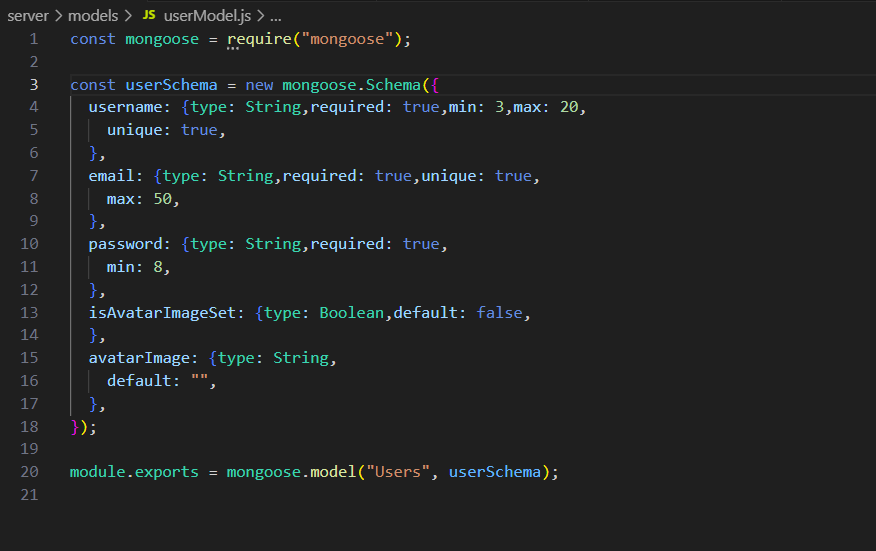 server > models > JS userModel.js > ...
1 const mongoose = require("mongoose");
2
3 const userSchema = new mongoose.Schema({
4 username: {type: String,required: true,min: 3,max: 20,
5 unique: true,
6 },
7 email: {type: String,required: true,unique: true,
8 max: 50,
9 },
10 password: {type: String,required: true,
11 min: 8,
12 },
13 isAvatarImageSet: {type: Boolean,default: false,
14 },
15 avatarImage: {type: String,
16 default: "",
17 },
18 });
19
20 module.exports = mongoose.model("Users", userSchema);
21